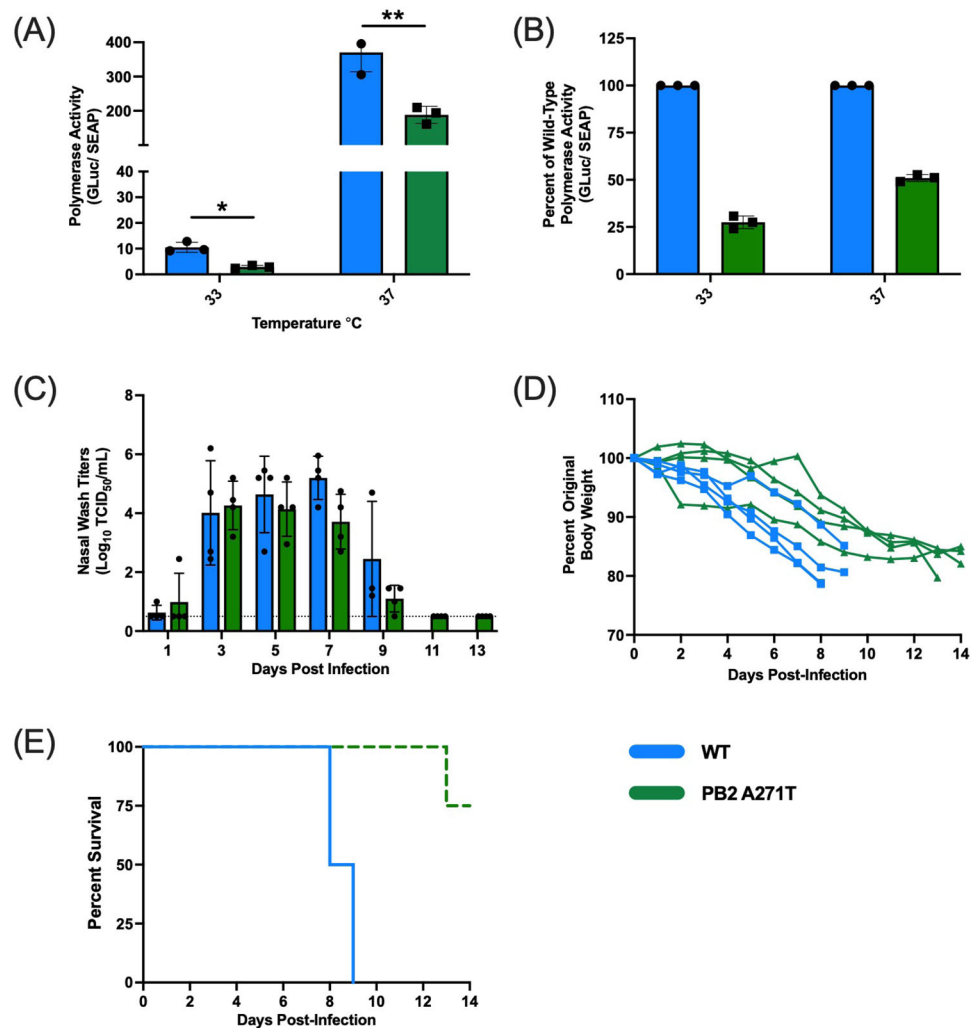 (A)
Polymerase Activity
(GLuc/ SEAP)
400
300
200
40
30
20
10
0
*
**
33
37
Temperature °C
(B)
Percent of Wild-Type
Polymerase Activity
(GLuc/ SEAP)
125
100
75
50
25
0
33
37
(C)
Nasal Wash Titers
(Log10 TCID50/mL)
8
6
4
2
0
1 3 5 7 9 11 13
Days Post Infection
(D)
Percent Original
Body Weight
110
100
90
80
70
0 2 4 6 8 10 12 14
Days Post-Infection
(E)
Percent Survival
100
75
50
25
0
0 2 4 6 8 10 12 14
Days Post-Infection
WT
PB2 A271T